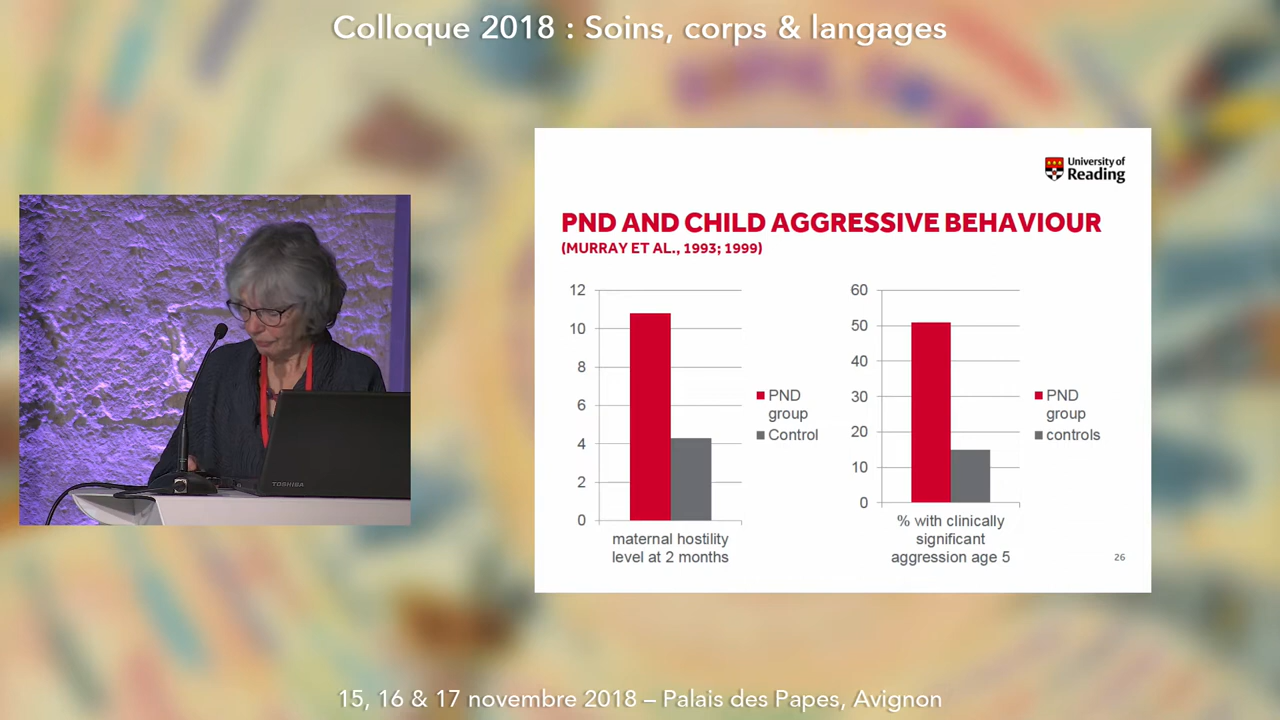 Colloque 2018 : Soins, corps & langages
University of
Reading
PND AND CHILD AGGRESSIVE BEHAVIOUR
(MURRAY ET AL., 1993; 1999)
12
10
8
6
4
2
0
PND
group
Control
maternal hostility
level at 2 months
60
50
40
30
20
10
0
PND
group
controls
% with clinically
significant
aggression age 5
26
TOSHIBA
15, 16 & 17 novembre 2018 – Palais des Papes, Avignon